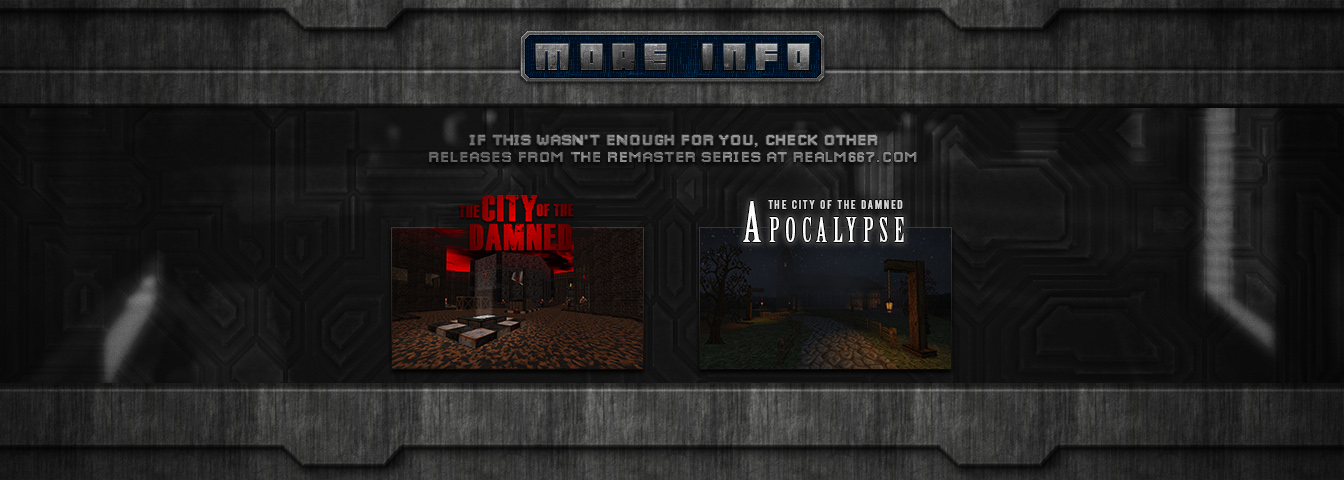 MORE INFO
IF THIS WASN'T ENOUGH FOR YOU, CHECK OTHER
RELEASES FROM THE REMASTER SERIES AT REALM667.COM
THE CITY OF THE
DAMNED
THE CITY OF THE DAMNED
APOCALYPSE